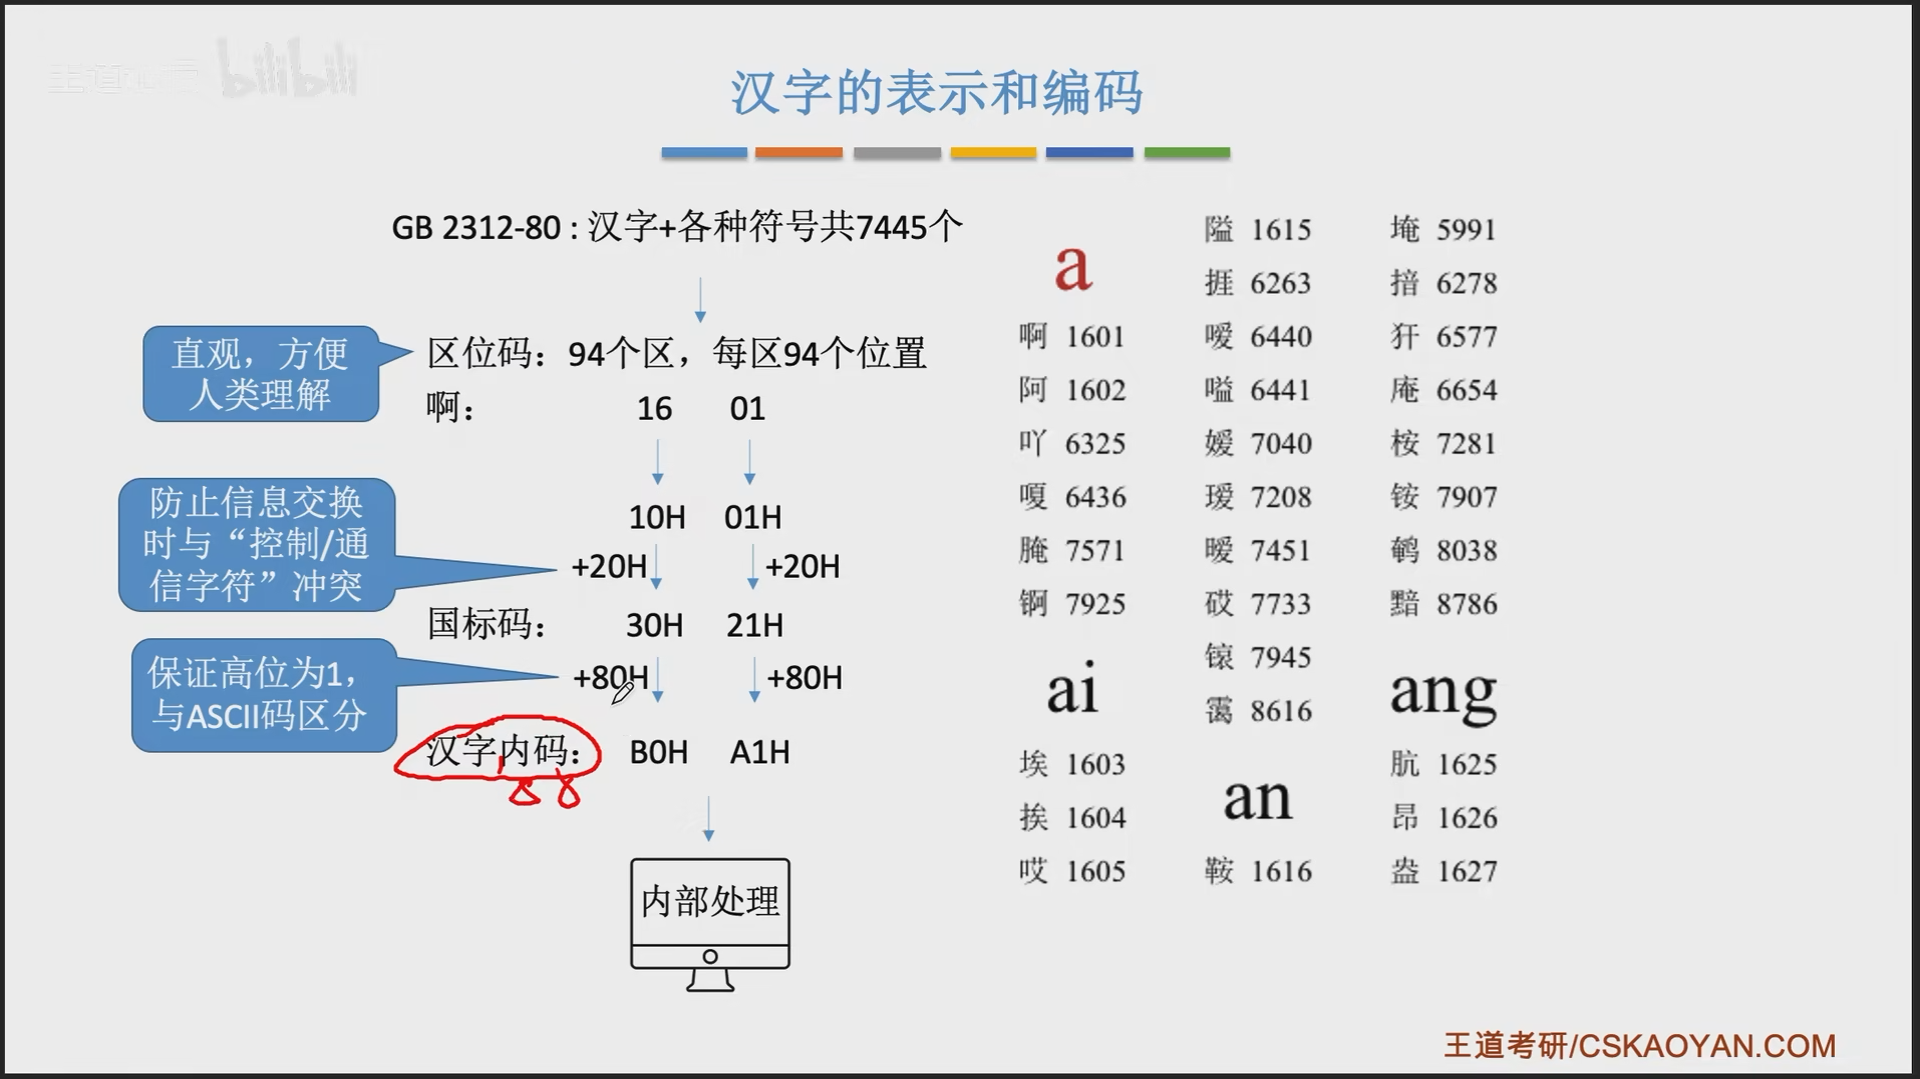 bilibili
汉字的表示和编码
GB 2312-80 : 汉字+各种符号共7445个
直观，方便
人类理解
区位码：94个区，每区94个位置
啊： 16 01
10H 01H
防止信息交换
时与“控制/通
信字符”冲突
+20H +20H
国标码： 30H 21H
保证高位为1，
与ASCII码区分
+80H +80H
汉字内码： B0H A1H
8 8
内部处理
a
啊 1601
阿 1602
吖 6325
嗄 6436
腌 7571
锕 7925
ai
埃 1603
挨 1604
哎 1605
隘 1615
捱 6263
嗳 6440
嗌 6441
嫒 7040
瑷 7208
暧 7451
砹 7733
锿 7945
霭 8616
an
鞍 1616
埯 5991
揞 6278
犴 6577
庵 6654
桉 7281
铵 7907
鹌 8038
黯 8786
ang
肮 1625
昂 1626
盎 1627
王道考研/CSKAOYAN.COM